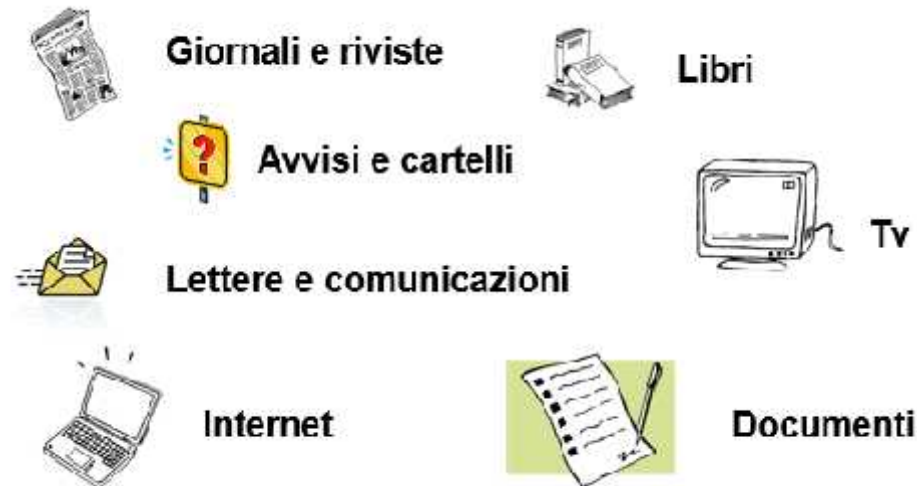 Giornali e riviste
Libri
?
Avvisi e cartelli
Tv
Lettere e comunicazioni
Internet
Documenti